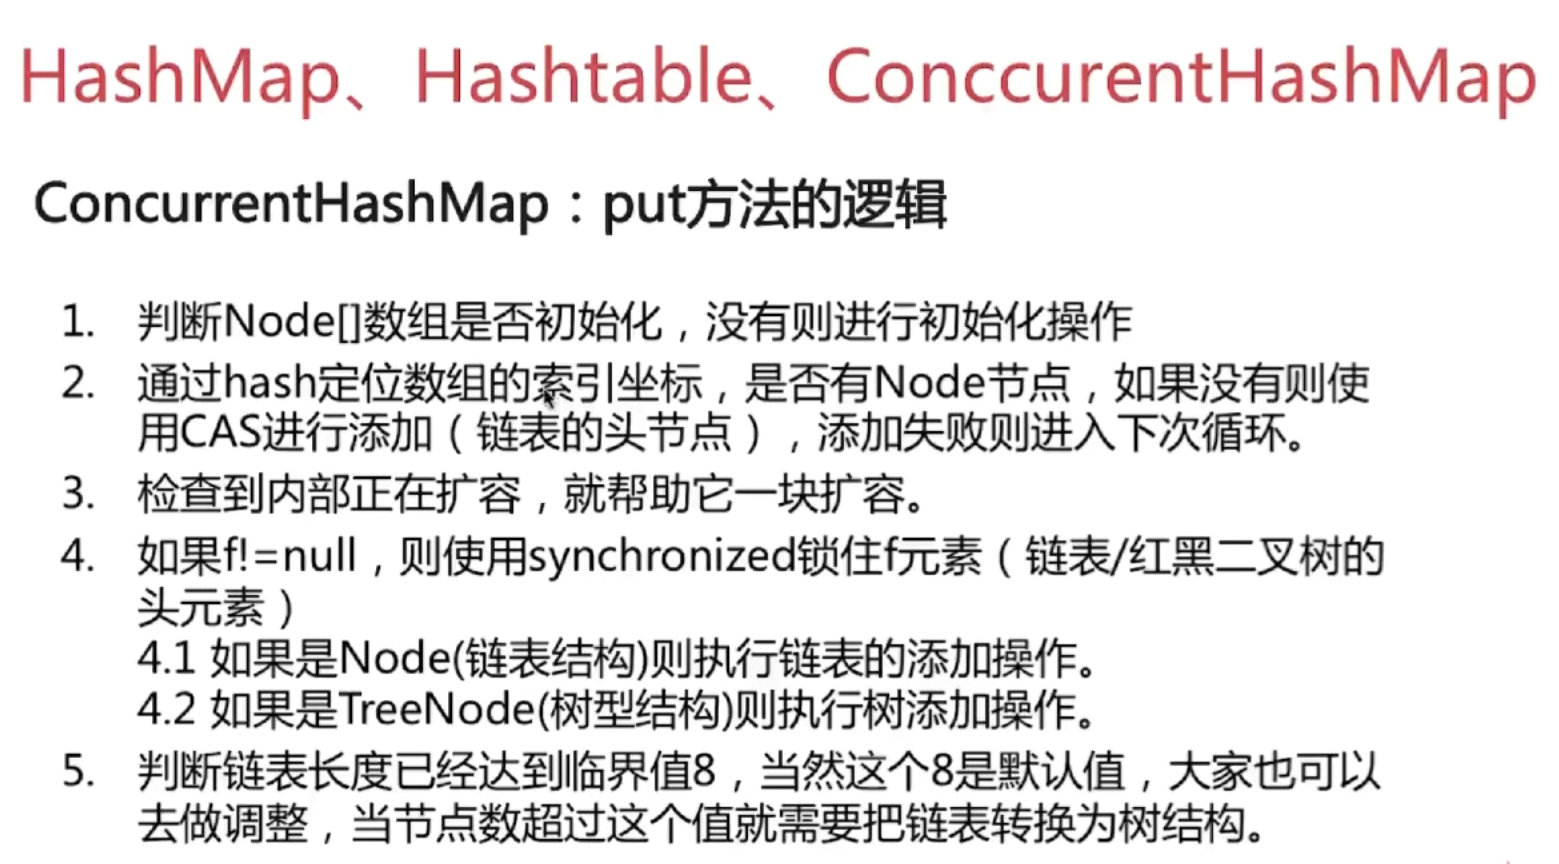 HashMap、Hashtable、ConccurentHashMap
ConcurrentHashMap：put方法的逻辑
1. 判断Node[]数组是否初始化，没有则进行初始化操作
2. 通过hash定位数组的索引坐标，是否有Node节点，如果没有则使
用CAS进行添加（链表的头节点），添加失败则进入下次循环。
3. 检查到内部正在扩容，就帮助它一块扩容。
4. 如果f!=null，则使用synchronized锁住f元素（链表/红黑二叉树的
头元素）
4.1 如果是Node(链表结构)则执行链表的添加操作。
4.2 如果是TreeNode(树型结构)则执行树添加操作。
5. 判断链表长度已经达到临界值8，当然这个8是默认值，大家也可以
去做调整，当节点数超过这个值就需要把链表转换为树结构。